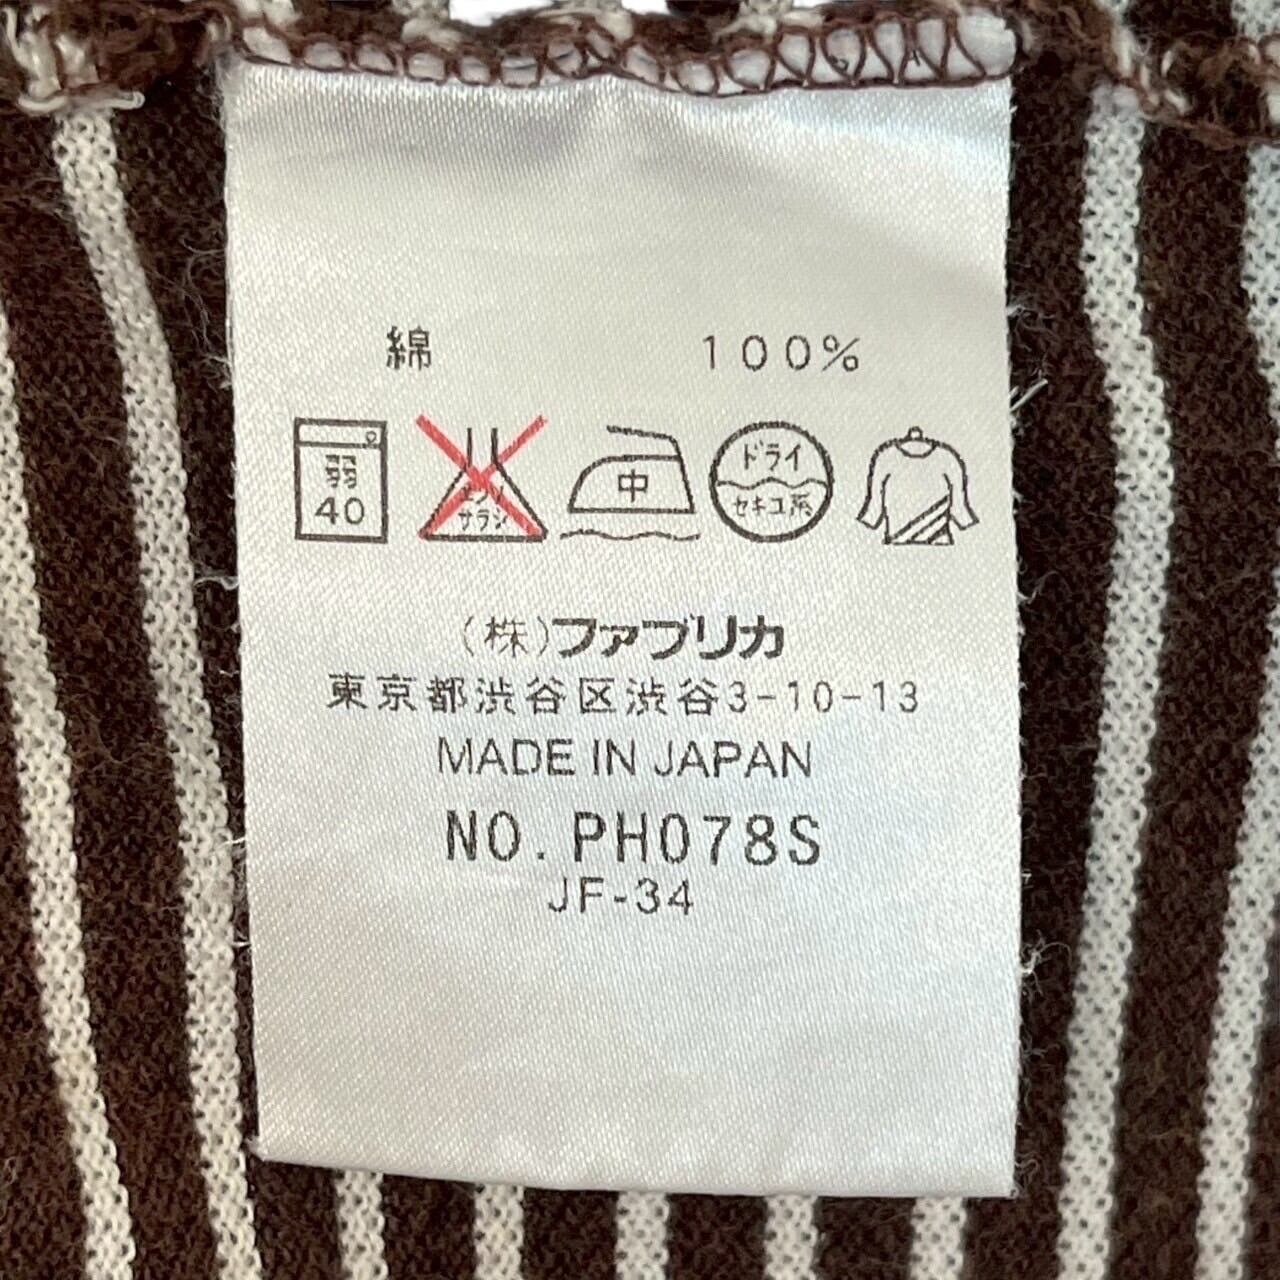 綿 100%
弱 40 エンソサラシ 中 ドライ セキユ系
(株)ファブリカ
東京都渋谷区渋谷3-10-13
MADE IN JAPAN
NO. PH078S
JF-34